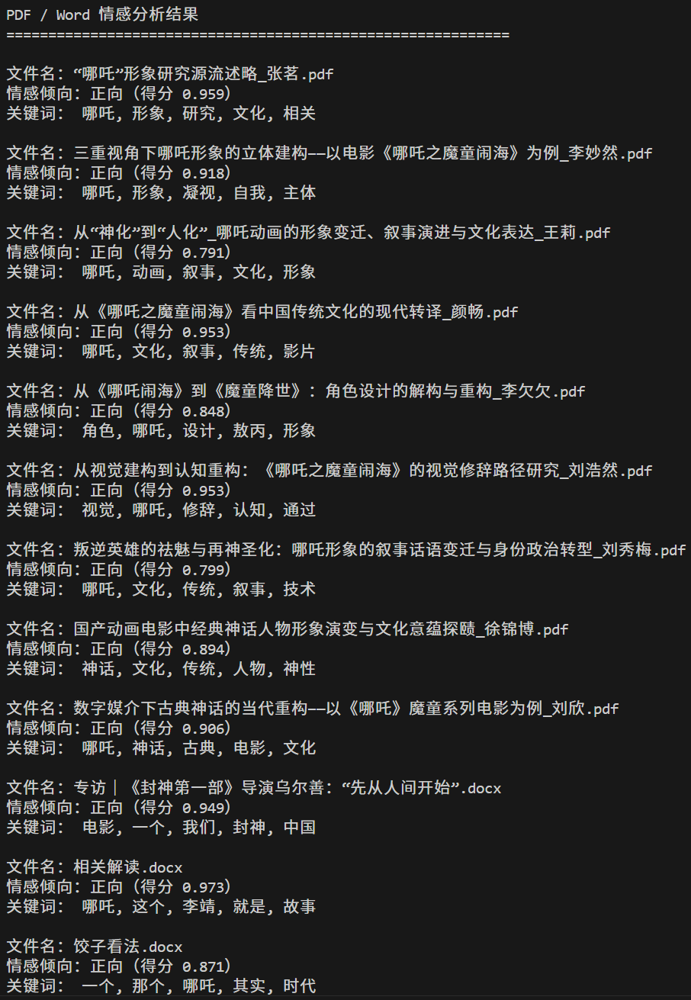 PDF / Word 情感分析结果
============================================================
文件名: “哪吒”形象研究源流述略_张茗.pdf
情感倾向: 正向 (得分 0.959)
关键词:  哪吒, 形象, 研究, 文化, 相关
文件名: 三重视角下哪吒形象的立体建构——以电影《哪吒之魔童闹海》为例_李妙然.pdf
情感倾向: 正向 (得分 0.918)
关键词:  哪吒, 形象, 凝视, 自我, 主体
文件名: 从“神化”到“人化”_哪吒动画的形象变迁、叙事演进与文化表达_王莉.pdf
情感倾向: 正向 (得分 0.791)
关键词:  哪吒, 动画, 叙事, 文化, 形象
文件名: 从《哪吒之魔童闹海》看中国传统文化的现代转译_颜畅.pdf
情感倾向: 正向 (得分 0.953)
关键词:  哪吒, 文化, 叙事, 传统, 影片
文件名: 从《哪吒闹海》到《魔童降世》: 角色设计的解构与重构_李欠欠.pdf
情感倾向: 正向 (得分 0.848)
关键词:  角色, 哪吒, 设计, 敖丙, 形象
文件名: 从视觉建构到认知重构: 《哪吒之魔童闹海》的视觉修辞路径研究_刘浩然.pdf
情感倾向: 正向 (得分 0.953)
关键词:  视觉, 哪吒, 修辞, 认知, 通过
文件名: 叛逆英雄的祛魅与再神圣化: 哪吒形象的叙事话语变迁与身份政治转型_刘秀梅.pdf
情感倾向: 正向 (得分 0.799)
关键词:  哪吒, 文化, 传统, 叙事, 技术
文件名: 国产动画电影中经典神话人物形象演变与文化意蕴探赜_徐锦博.pdf
情感倾向: 正向 (得分 0.894)
关键词:  神话, 文化, 传统, 人物, 神性
文件名: 数字媒介下古典神话的当代重构——以《哪吒》魔童系列电影为例_刘欣.pdf
情感倾向: 正向 (得分 0.906)
关键词:  哪吒, 神话, 古典, 电影, 文化
文件名: 专访｜《封神第一部》导演乌尔善: “先从人间开始”.docx
情感倾向: 正向 (得分 0.949)
关键词:  电影, 一个, 我们, 封神, 中国
文件名: 相关解读.docx
情感倾向: 正向 (得分 0.973)
关键词:  哪吒, 这个, 李靖, 就是, 故事
文件名: 饺子看法.docx
情感倾向: 正向 (得分 0.871)
关键词:  一个, 那个, 哪吒, 其实, 时代